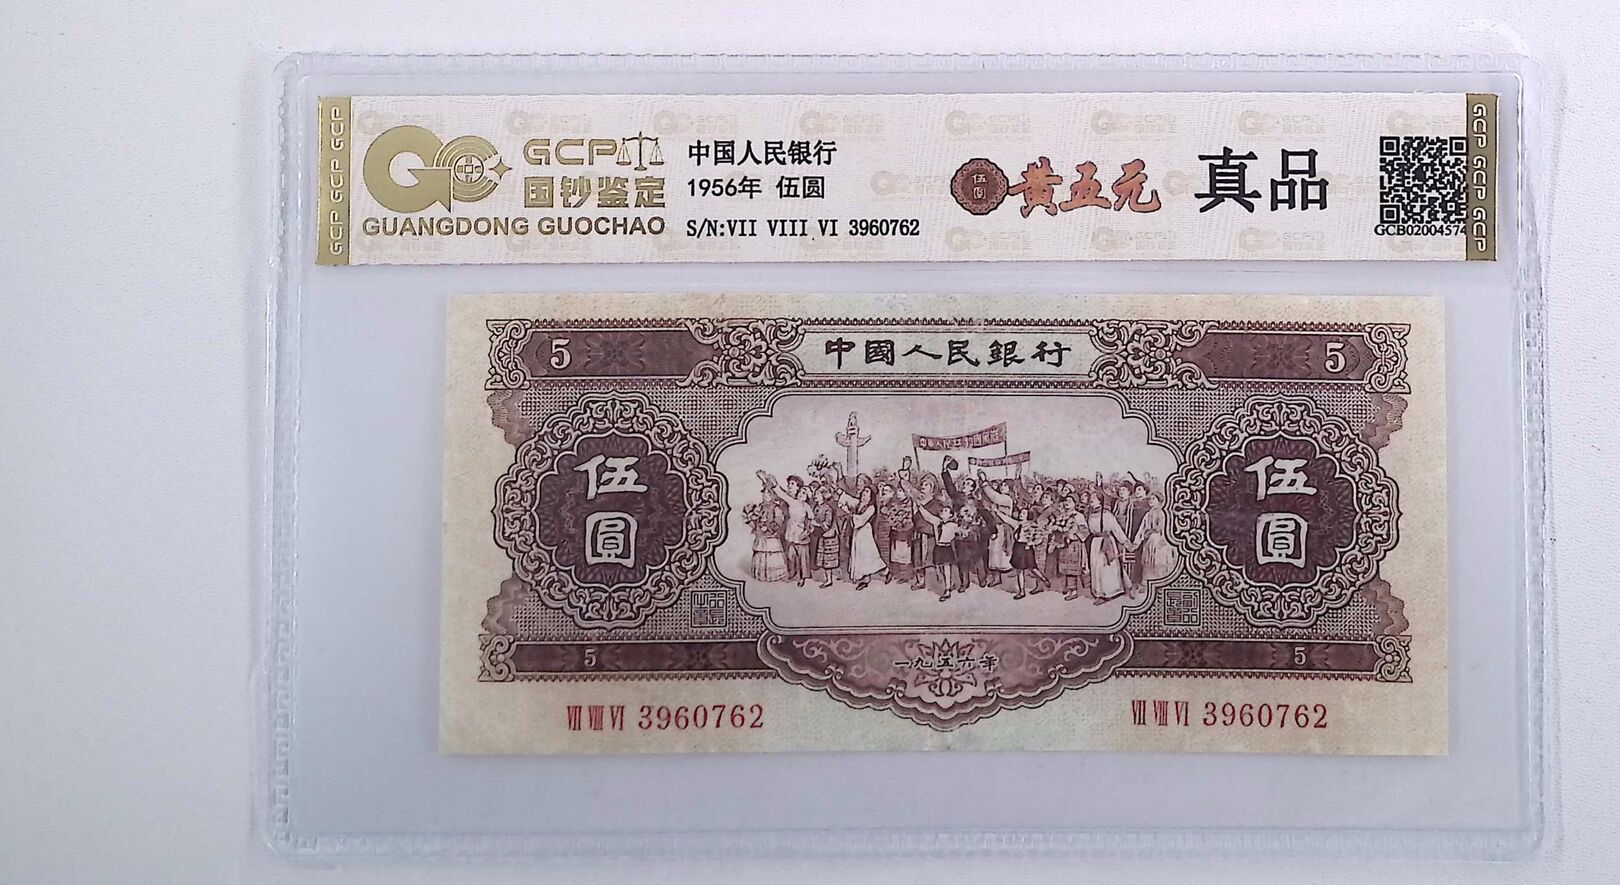 GCP GCP GCP
GCP
国钞鉴定
GUANGDONG GUOCHAO
中国人民银行
1956年 伍圆
S/N:VII VIII VI 3960762
伍圆
黄五元
真品
GCB02004574
GCP GCP GCP
5 中國人民銀行 5
伍圓
伍圓
5 一九五六年 5
VII VIII VI 3960762
VII VIII VI 3960762